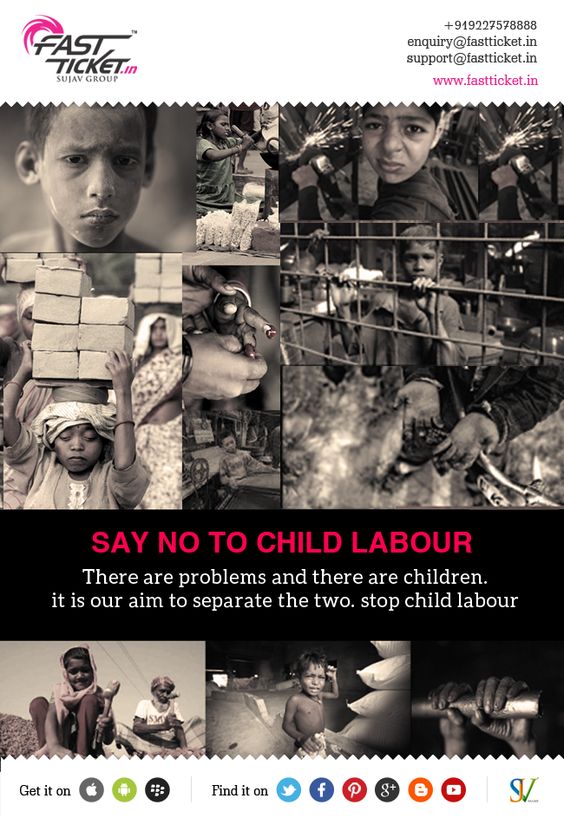 FAST™
TICKET.in
SUJAV GROUP
+919227578888
enquiry@fastticket.in
support@fastticket.in
www.fastticket.in
SAY NO TO CHILD LABOUR
There are problems and there are children.
it is our aim to separate the two. stop child labour
Get it on
Find it on
SV